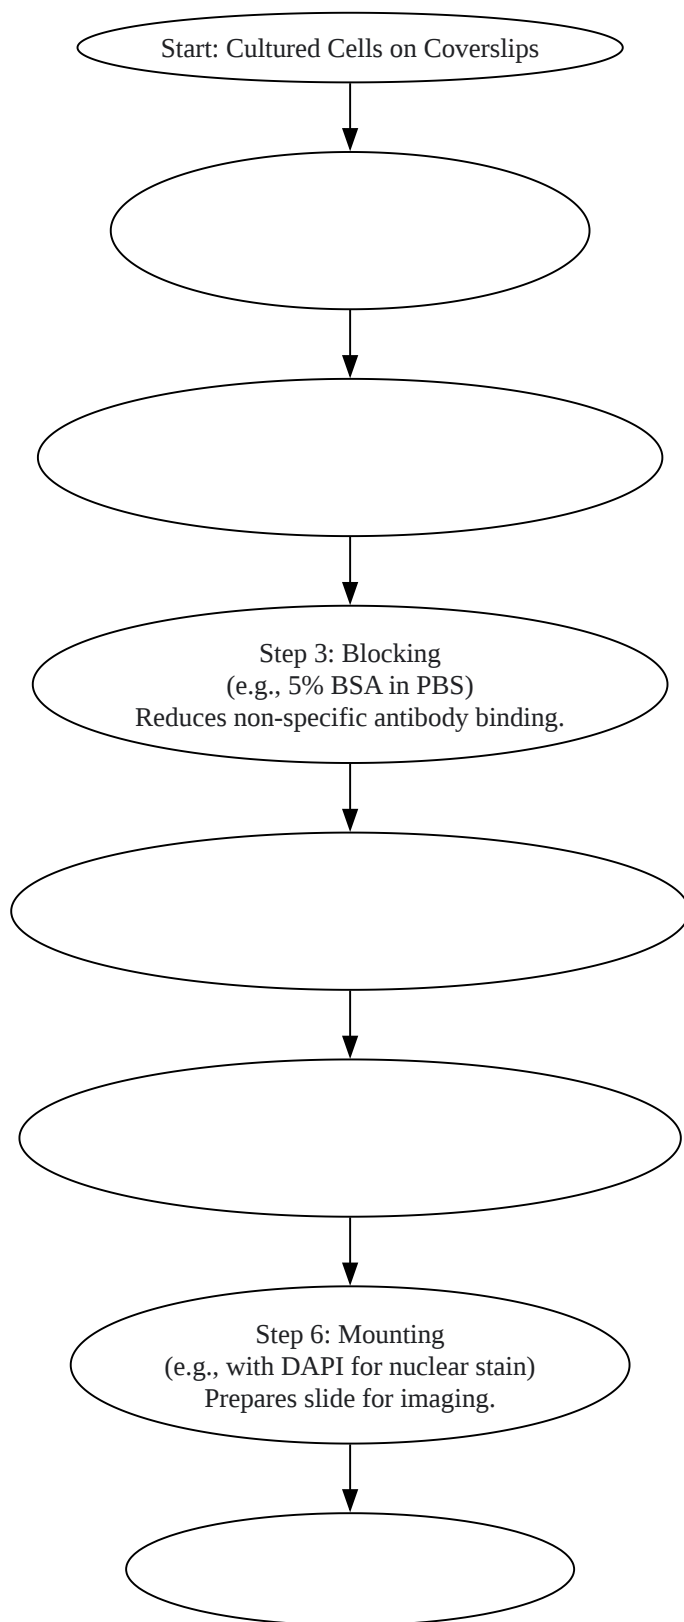 Start: Cultured Cells on Coverslips
Step 3: Blocking
(e.g., 5% BSA in PBS)
Reduces non-specific antibody binding.
Step 6: Mounting
(e.g., with DAPI for nuclear stain)
Prepares slide for imaging.